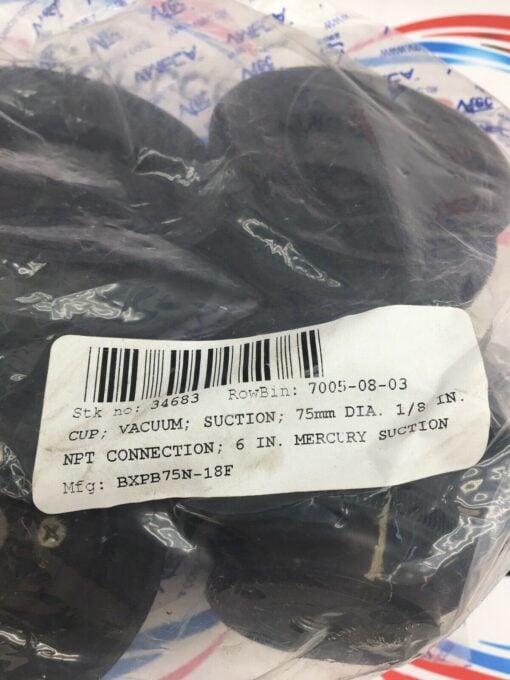 Stk no: 34683 RowBin: 7005-08-03
CUP; VACUUM; SUCTION; 75mm DIA. 1/8 IN.
NPT CONNECTION; 6 IN. MERCURY SUCTION
Mfg: BXPB75N-18F